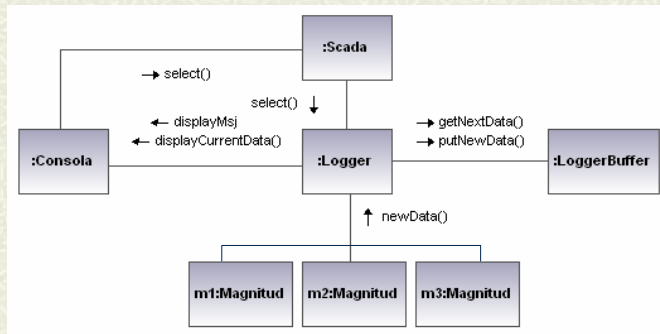 :Scada
select()
select()
displayMsj
displayCurrentData()
getNextData()
putNewData()
:Consola
:Logger
:LoggerBuffer
newData()
m1:Magnitud
m2:Magnitud
m3:Magnitud